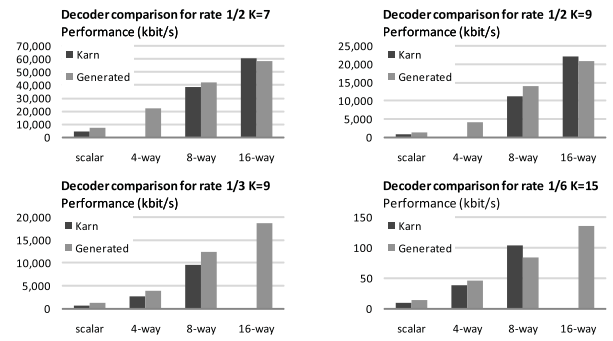 Decoder comparison for rate 1/2 K=7
Performance (kbit/s)
70,000
60,000
50,000
40,000
30,000
20,000
10,000
0
Karn
Generated
scalar 4-way 8-way 16-way
Decoder comparison for rate 1/2 K=9
Performance (kbit/s)
25,000
20,000
15,000
10,000
5,000
0
Karn
Generated
scalar 4-way 8-way 16-way
Decoder comparison for rate 1/3 K=9
Performance (kbit/s)
20,000
15,000
10,000
5,000
0
Karn
Generated
scalar 4-way 8-way 16-way
Decoder comparison for rate 1/6 K=15
Performance (kbit/s)
150
100
50
0
Karn
Generated
scalar 4-way 8-way 16-way